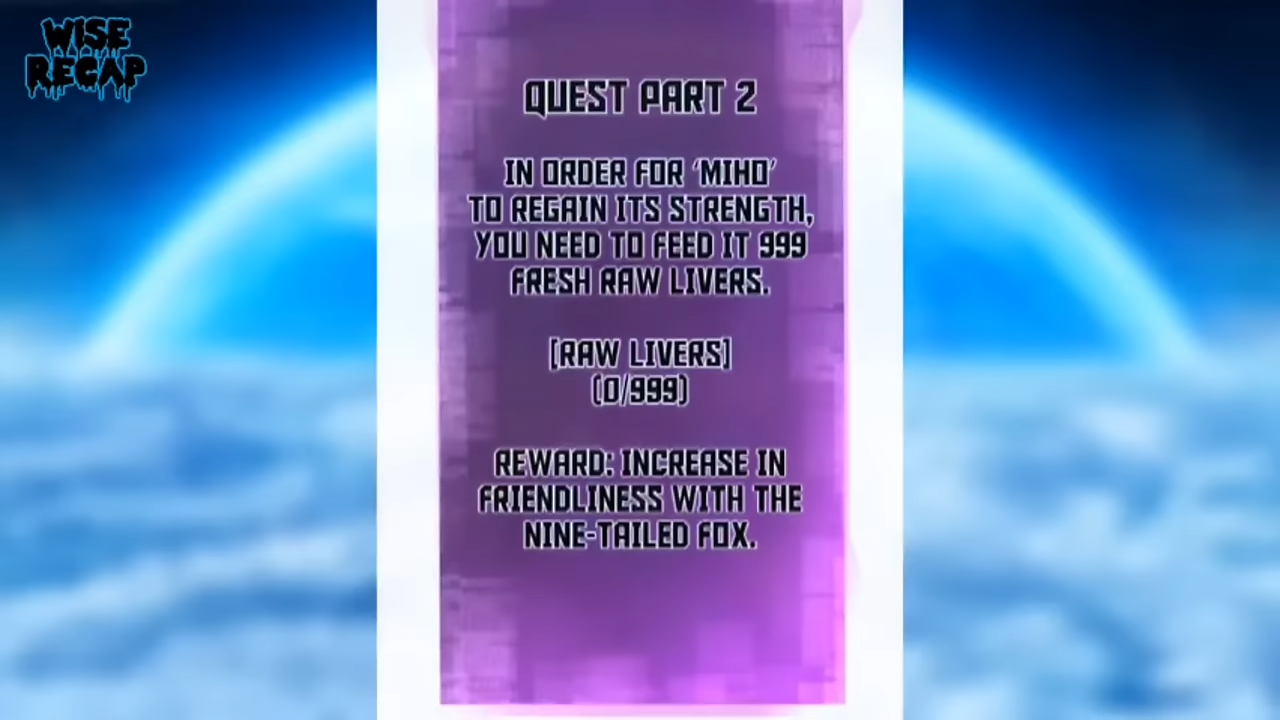 WISE
RECAP
QUEST PART 2
IN ORDER FOR ‘MIHO’
TO REGAIN ITS STRENGTH,
YOU NEED TO FEED IT 999
FRESH RAW LIVERS.
[RAW LIVERS]
(0/999)
REWARD: INCREASE IN
FRIENDLINESS WITH THE
NINE-TAILED FOX.